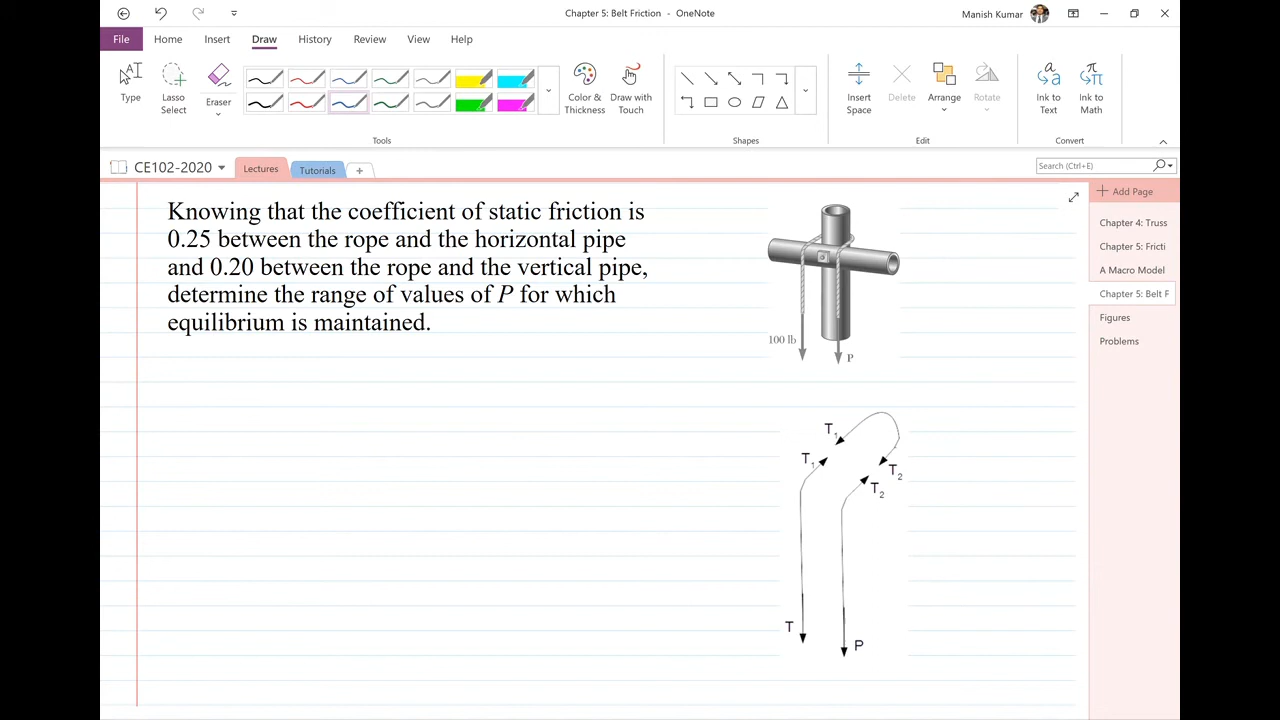 Chapter 5: Belt Friction - OneNote
Manish Kumar
File Home Insert Draw History Review View Help
Type
Lasso Select
Eraser
Color & Thickness
Draw with Touch
Insert Space
Delete
Arrange
Rotate
Ink to Text
Ink to Math
Tools
Shapes
Edit
Convert
CE102-2020
Lectures
Tutorials
Search (Ctrl+E)
Add Page
Chapter 4: Truss
Chapter 5: Fricti
A Macro Model
Chapter 5: Belt F
Figures
Problems
Knowing that the coefficient of static friction is
0.25 between the rope and the horizontal pipe
and 0.20 between the rope and the vertical pipe,
determine the range of values of P for which
equilibrium is maintained.
100 lb
P
T1
T1
T2
T2
T
P